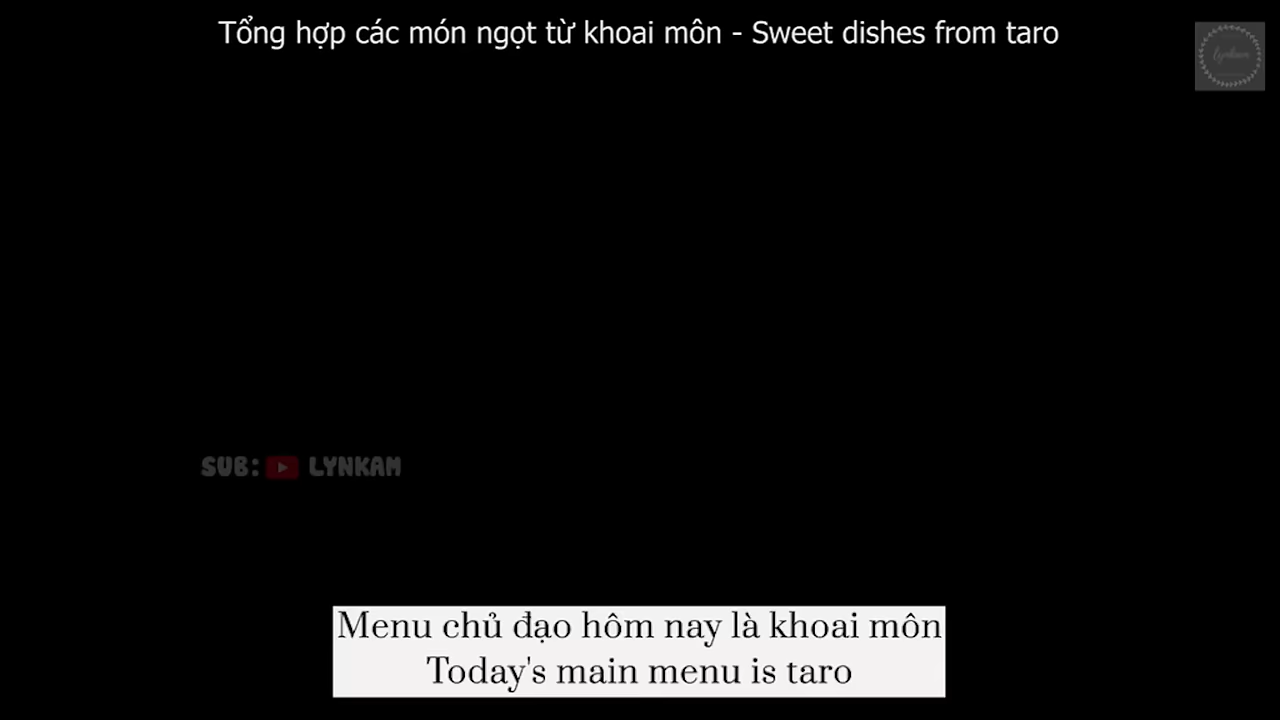 Tổng hợp các món ngọt từ khoai môn - Sweet dishes from taro
SUB: LYNKAM
Menu chủ đạo hôm nay là khoai môn
Today's main menu is taro